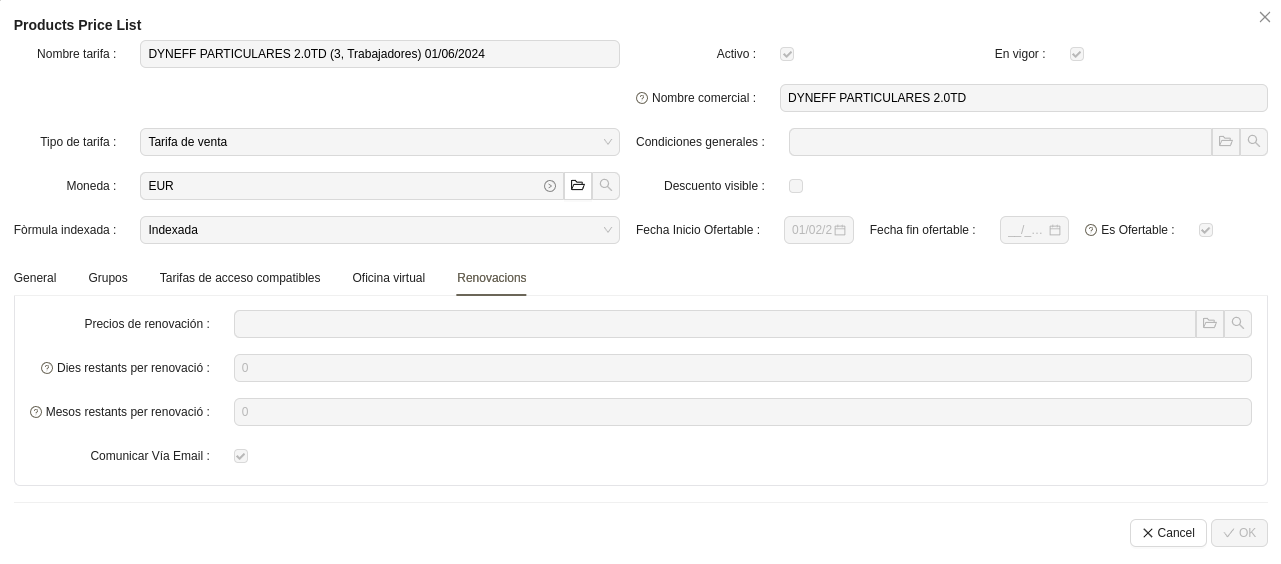 Products Price List
Nombre tarifa : DYNEFF PARTICULARES 2.0TD (3, Trabajadores) 01/06/2024 Activo : En vigor :
Nombre comercial : DYNEFF PARTICULARES 2.0TD
Tipo de tarifa : Tarifa de venta Condiciones generales :
Moneda : EUR Descuento visible :
Fòrmula indexada : Indexada Fecha Inicio Ofertable : 01/02/2 Fecha fin ofertable : __/_... Es Ofertable :
General Grupos Tarifas de acceso compatibles Oficina virtual Renovacions
Precios de renovación :
Dies restants per renovació : 0
Mesos restants per renovació : 0
Comunicar Vía Email :
Cancel OK